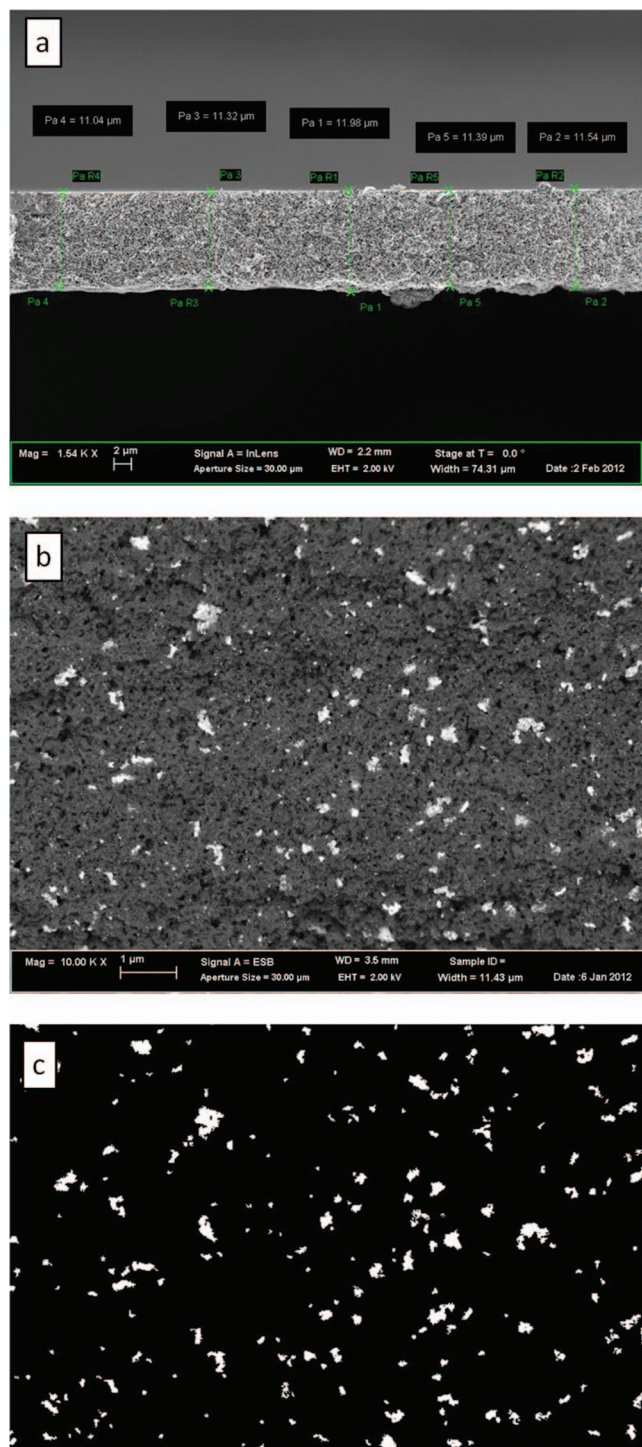 a
Pa 4 = 11.04 µm
Pa 3 = 11.32 µm
Pa 1 = 11.98 µm
Pa 5 = 11.39 µm
Pa 2 = 11.54 µm
Pa R4
Pa 3
Pa R1
Pa R5
Pa R2
Pa 4
Pa R3
Pa 1
Pa 5
Pa 2
Mag = 1.54 K X 2 µm Signal A = InLens WD = 2.2 mm Stage at T = 0.0 °
Aperture Size = 30.00 µm EHT = 2.00 kV Width = 74.31 µm Date :2 Feb 2012
b
Mag = 10.00 K X 1 µm Signal A = ESB WD = 3.5 mm Sample ID =
Aperture Size = 30.00 µm EHT = 2.00 kV Width = 11.43 µm Date :6 Jan 2012
c